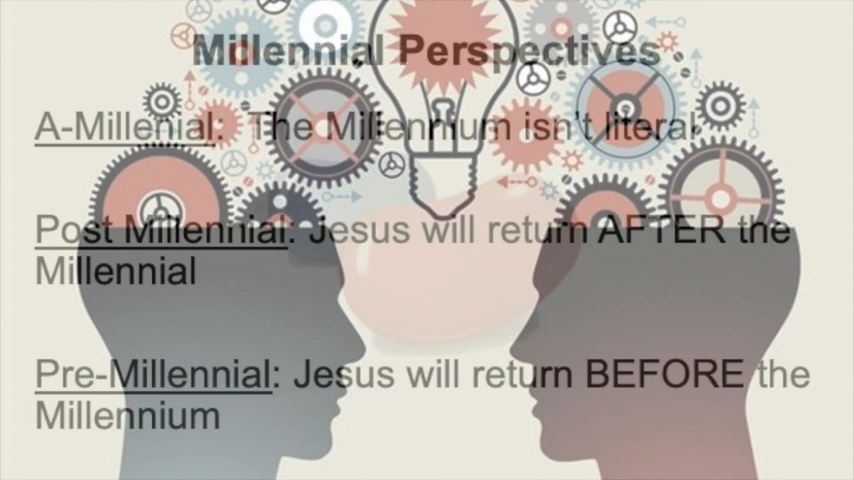 Millennial Perspectives
A-Millenial: The Millennium isn't literal
Post Millennial: Jesus will return AFTER the
Millennial
Pre-Millennial: Jesus will return BEFORE the
Millennium